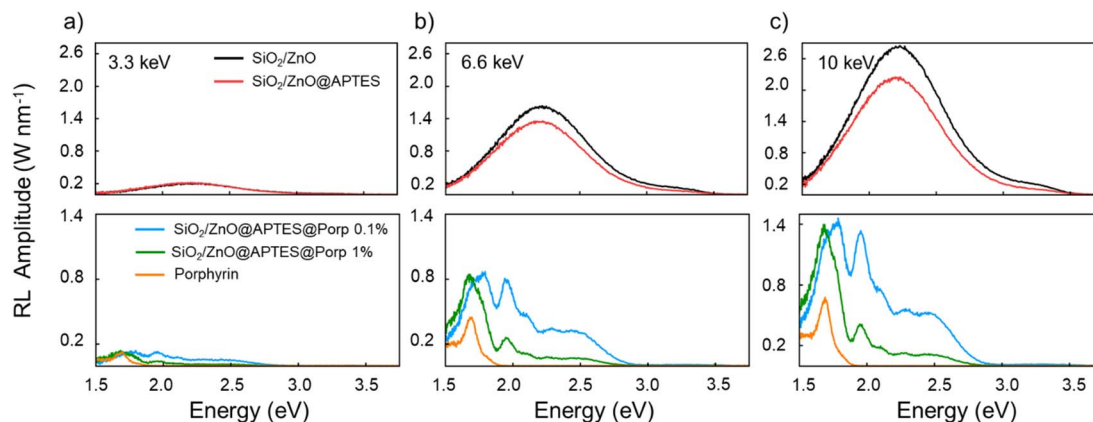 a)
b)
c)
RL Amplitude (W nm⁻¹)
2.6
2.0
1.4
0.8
0.2
3.3 keV
SiO₂/ZnO
SiO₂/ZnO@APTES
2.6
2.0
1.4
0.8
0.2
6.6 keV
2.6
2.0
1.4
0.8
0.2
10 keV
1.4
0.8
0.2
SiO₂/ZnO@APTES@Porp 0.1%
SiO₂/ZnO@APTES@Porp 1%
Porphyrin
1.4
0.8
0.2
1.4
0.8
0.2
1.5 2.0 2.5 3.0 3.5
1.5 2.0 2.5 3.0 3.5
1.5 2.0 2.5 3.0 3.5
Energy (eV)
Energy (eV)
Energy (eV)